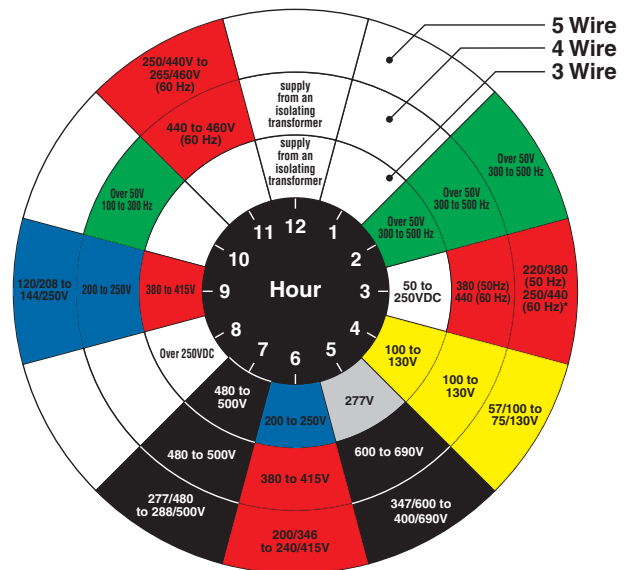 5 Wire
4 Wire
3 Wire
250/440V to
265/460V
(60 Hz)
440 to 460V
(60 Hz)
supply
from an
isolating
transformer
supply
from an
isolating
transformer
Over 50V
300 to 500 Hz
Over 50V
300 to 500 Hz
Over 50V
300 to 500 Hz
Over 50V
100 to 300 Hz
12
1
2
3
4
5
6
7
8
9
10
11
Hour
120/208 to
144/250V
200 to 250V
380 to 415V
50 to
250VDC
380 (50Hz)
440 (60 Hz)
220/380
(50 Hz)
250/440
(60 Hz)*
Over 250VDC
100 to
130V
100 to
130V
57/100 to
75/130V
480 to
500V
480 to 500V
277/480
to 288/500V
200 to 250V
380 to 415V
200/346
to 240/415V
277V
600 to 690V
347/600 to
400/690V